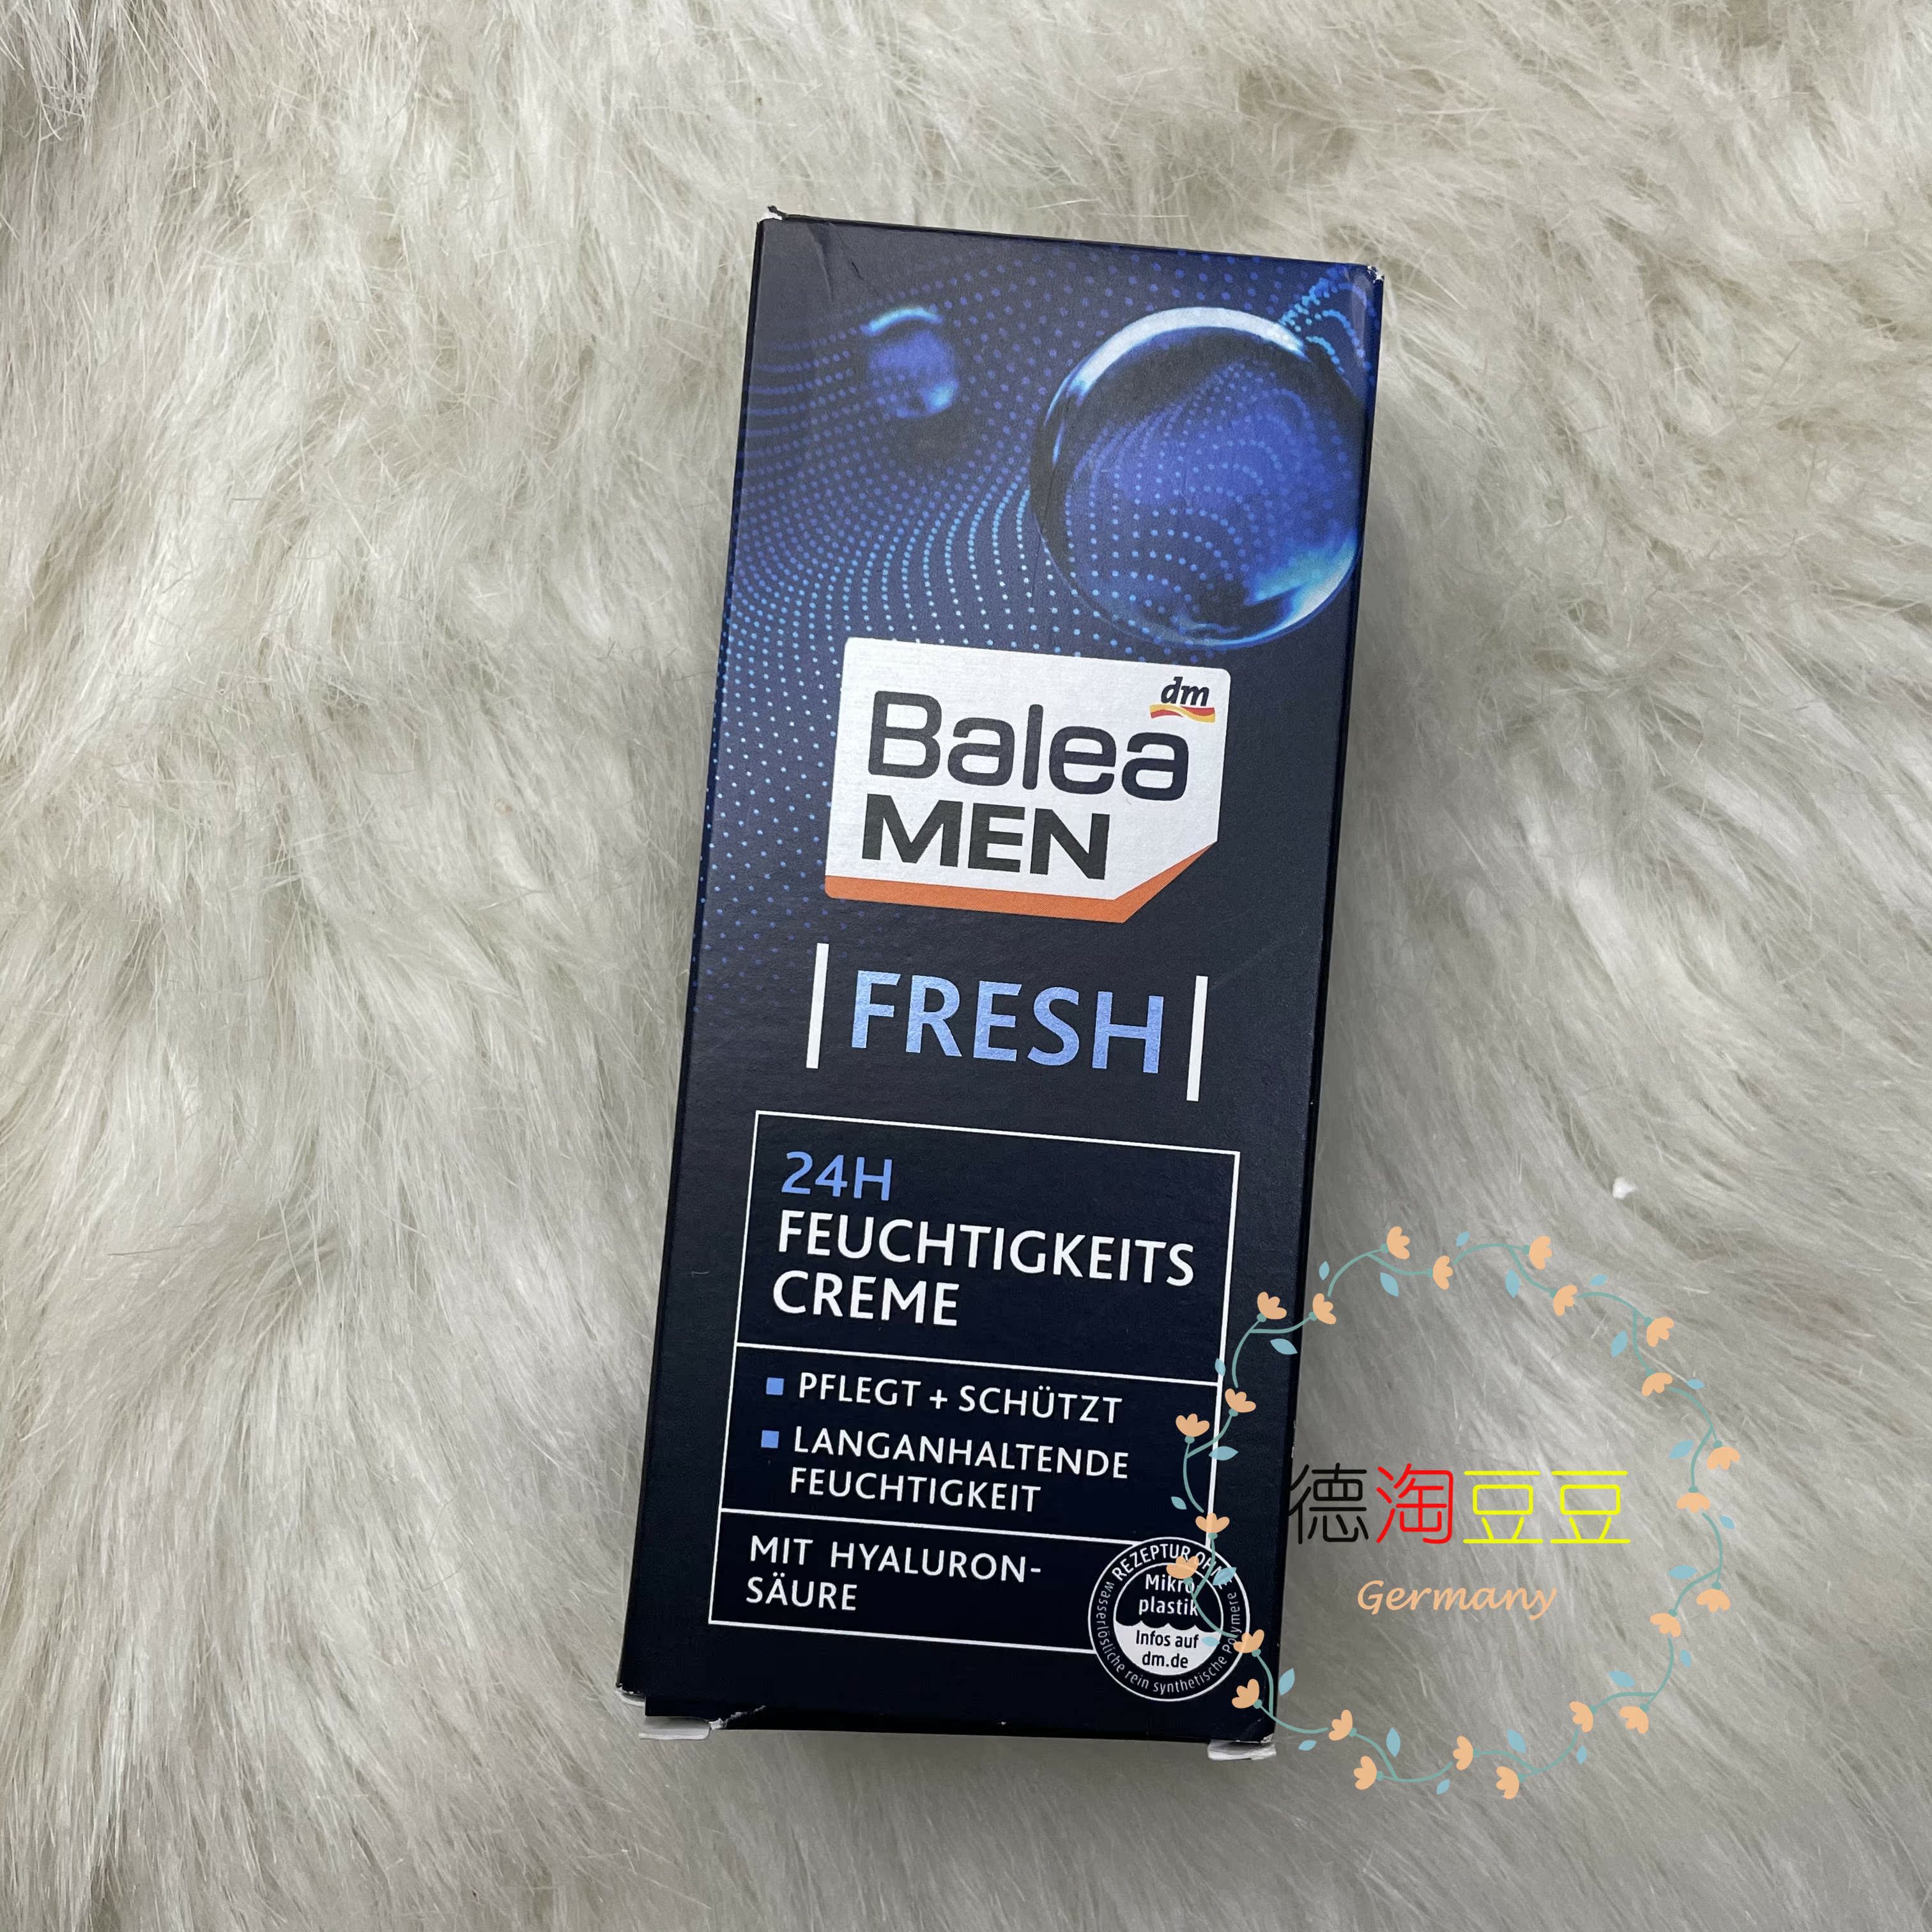 dm
Balea
MEN
FRESH
24H
FEUCHTIGKEITS
CREME
PFLEGT + SCHÜTZT
LANGANHALTENDE
FEUCHTIGKEIT
MIT HYALURON-
SÄURE
REZEPTUR OHNE
Mikro
plastik
Infos auf
dm.de
wasserlösliche rein synthetische Polymere
德淘豆豆
Germany